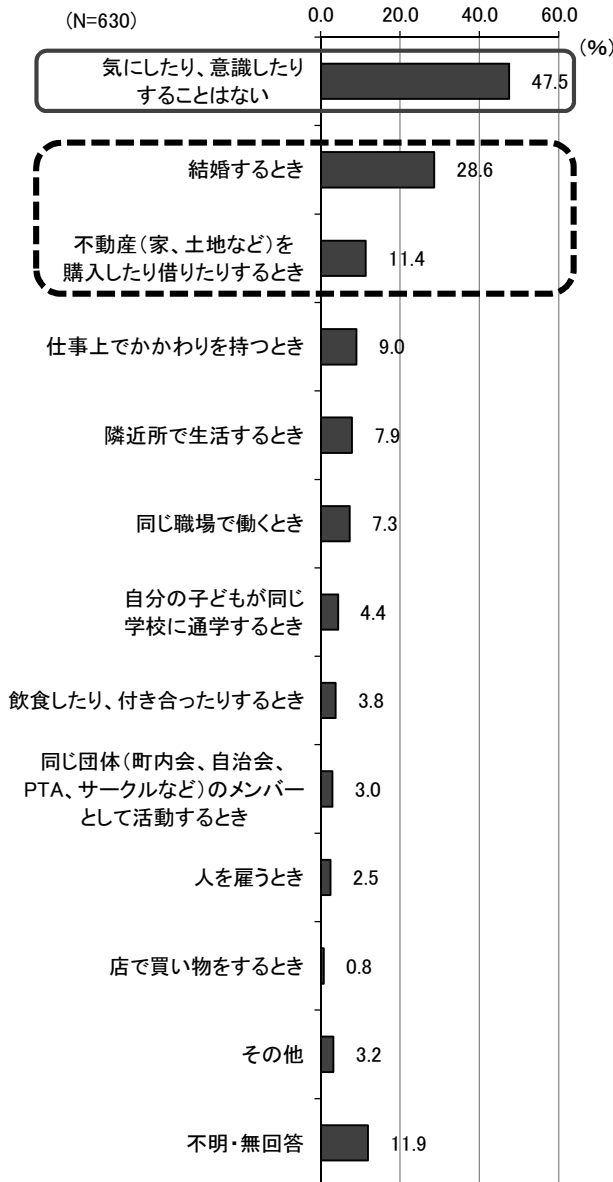 (N=630)
0.0 20.0 40.0 60.0
(%)
気にしたり、意識したり
することはない
47.5
結婚するとき
28.6
不動産(家、土地など)を
購入したり借りたりするとき
11.4
仕事上でかかわりを持つとき
9.0
隣近所で生活するとき
7.9
同じ職場で働くとき
7.3
自分の子どもが同じ
学校に通学するとき
4.4
飲食したり、付き合ったりするとき
3.8
同じ団体(町内会、自治会、
PTA、サークルなど)のメンバー
として活動するとき
3.0
人を雇うとき
2.5
店で買い物をするとき
0.8
その他
3.2
不明・無回答
11.9